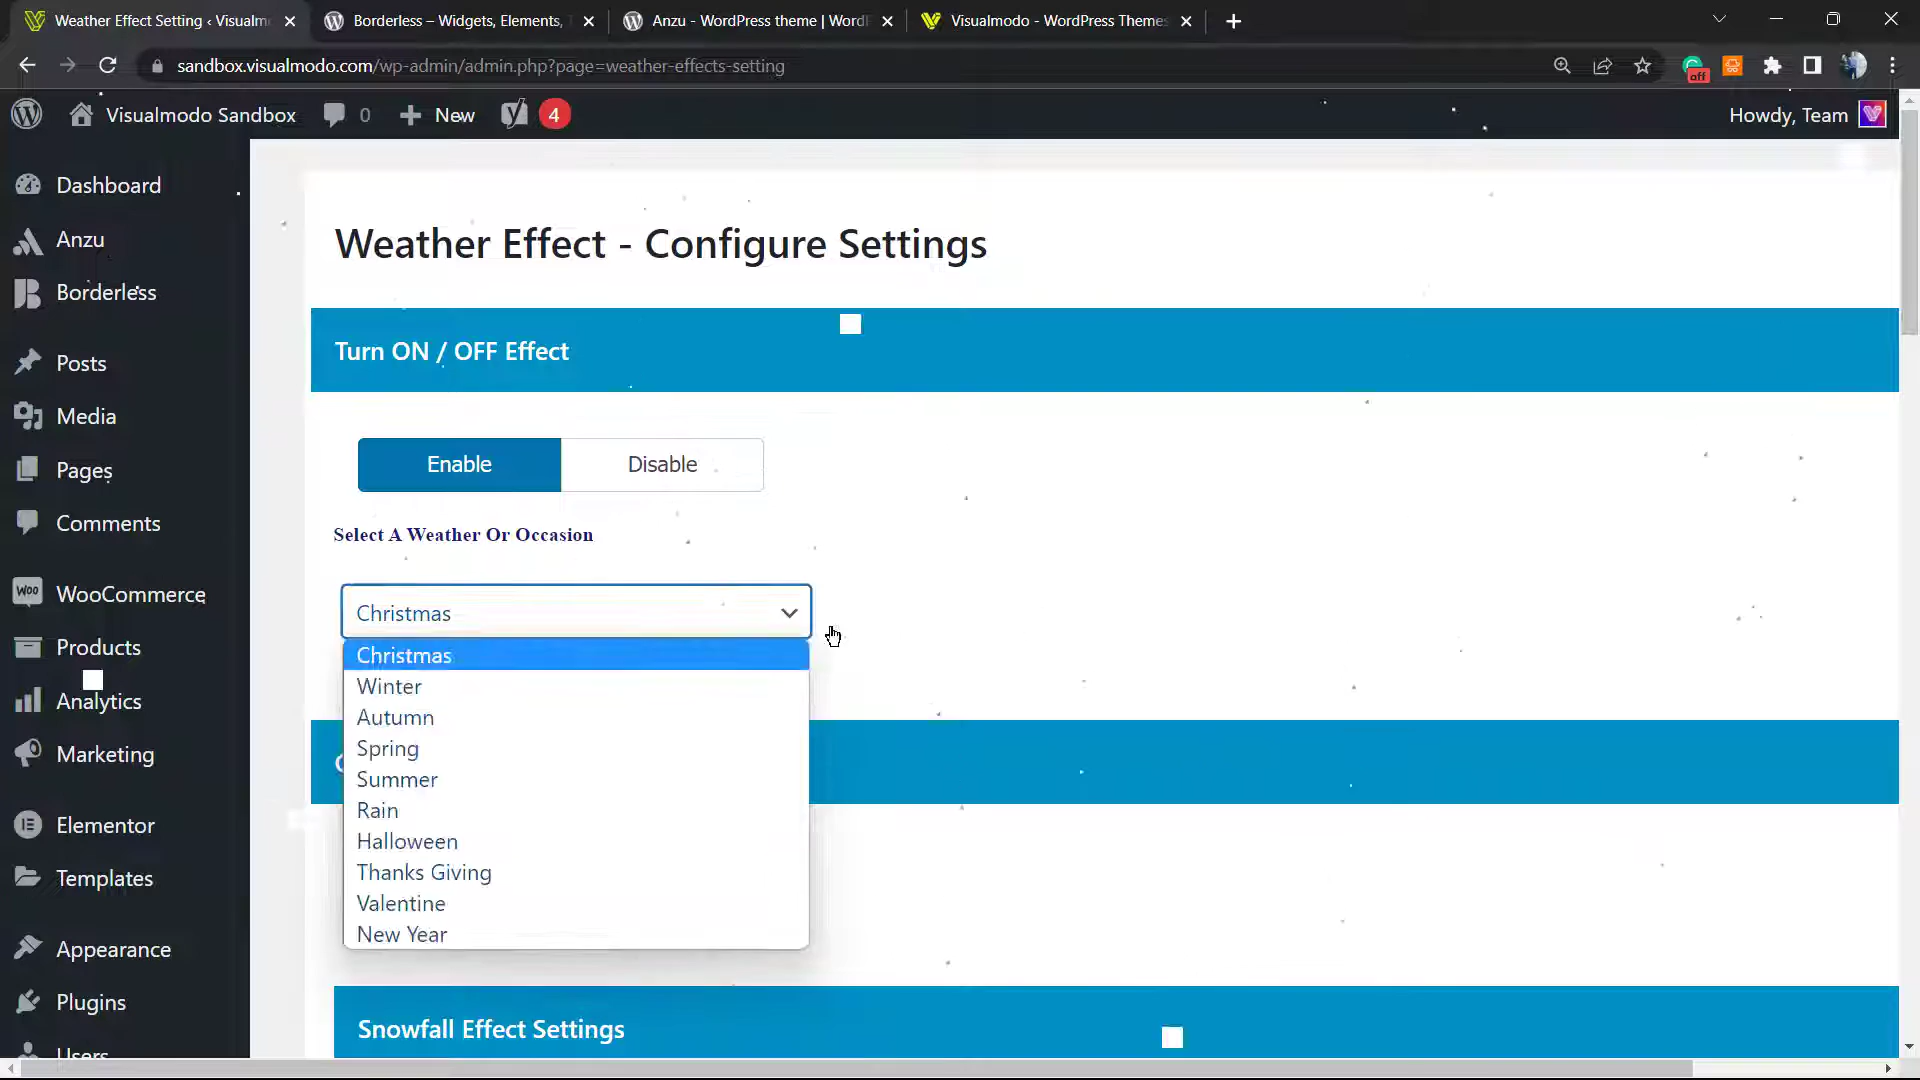 Weather Effect Setting ‹ Visualm
Borderless – Widgets, Elements,
Anzu - WordPress theme | Word
Visualmodo - WordPress Themes
sandbox.visualmodo.com/wp-admin/admin.php?page=weather-effects-setting
off
Visualmodo Sandbox
0
New
4
Howdy, Team
Dashboard
Anzu
Borderless
Posts
Media
Pages
Comments
Woo
WooCommerce
Products
Analytics
Marketing
Elementor
Templates
Appearance
Plugins
Users
Weather Effect - Configure Settings
Turn ON / OFF Effect
Enable
Disable
Select A Weather Or Occasion
Christmas
Christmas
Winter
Autumn
Spring
Summer
Rain
Halloween
Thanks Giving
Valentine
New Year
Snowfall Effect Settings